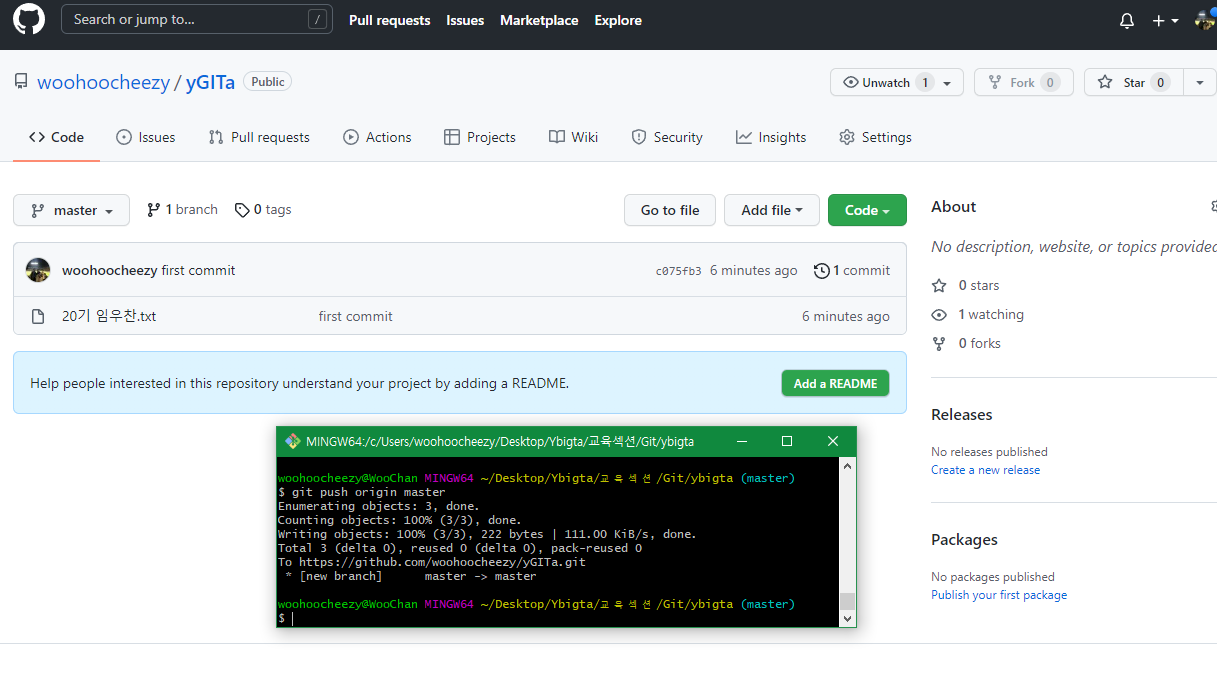 Search or jump to... /
Pull requests Issues Marketplace Explore
woohoocheezy / yGITa Public
Unwatch 1 Fork 0 Star 0
Code Issues Pull requests Actions Projects Wiki Security Insights Settings
master 1 branch 0 tags Go to file Add file Code
woohoocheezy first commit c075fb3 6 minutes ago 1 commit
20기 임우찬.txt first commit 6 minutes ago
Help people interested in this repository understand your project by adding a README. Add a README
About
No description, website, or topics provided
0 stars
1 watching
0 forks
Releases
No releases published
Create a new release
Packages
No packages published
Publish your first package
MINGW64:/c/Users/woohoocheezy/Desktop/Ybigta/교육섹션/Git/ybigta
woohoocheezy@WooChan MINGW64 ~/Desktop/Ybigta/교육섹션/Git/ybigta (master)
$ git push origin master
Enumerating objects: 3, done.
Counting objects: 100% (3/3), done.
Writing objects: 100% (3/3), 222 bytes | 111.00 KiB/s, done.
Total 3 (delta 0), reused 0 (delta 0), pack-reused 0
To https://github.com/woohoocheezy/yGITa.git
* [new branch] master -> master
woohoocheezy@WooChan MINGW64 ~/Desktop/Ybigta/교육섹션/Git/ybigta (master)
$